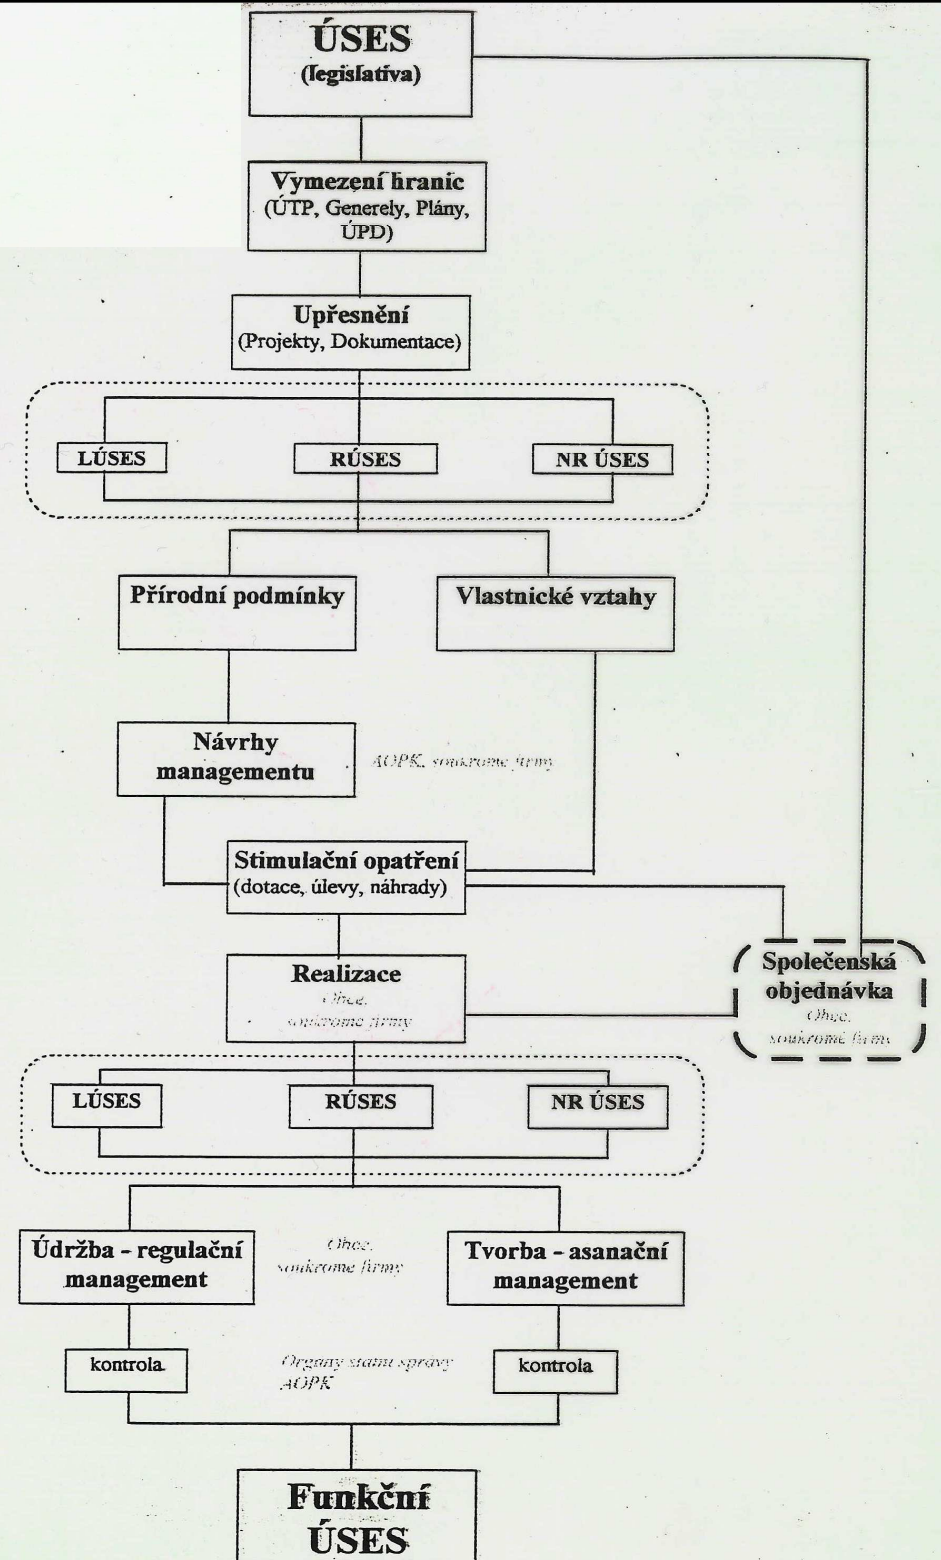 ÚSES
(legislativa)
Vymezení hranic
(ÚTP, Generely, Plány,
ÚPD)
Upřesnění
(Projekty, Dokumentace)
LÚSES
RÚSES
NR ÚSES
Přírodní podmínky
Vlastnické vztahy
Návrhy
managementu
AOPK, soukromé firmy
Stimulační opatření
(dotace, úlevy, náhrady)
Realizace
Obce,
soukromé firmy
Společenská
objednávka
Obce,
soukromé firmy
LÚSES
RÚSES
NR ÚSES
Údržba - regulační
management
Obce,
soukromé firmy
Tvorba - asanační
management
kontrola
Orgány státní správy
AOPK
kontrola
Funkční
ÚSES